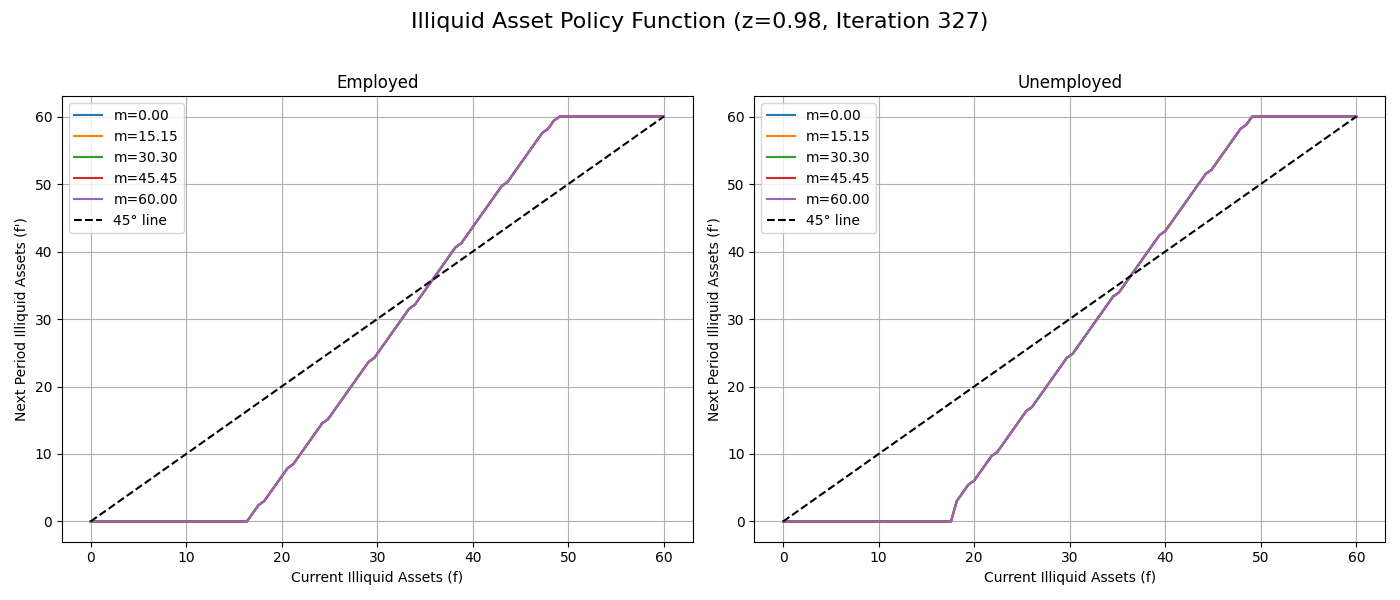 Illiquid Asset Policy Function (z=0.98, Iteration 327)
Employed
m=0.00
m=15.15
m=30.30
m=45.45
m=60.00
45° line
60
50
40
30
20
10
0
Next Period Illiquid Assets (f')
0 10 20 30 40 50 60
Current Illiquid Assets (f)
Unemployed
m=0.00
m=15.15
m=30.30
m=45.45
m=60.00
45° line
60
50
40
30
20
10
0
Next Period Illiquid Assets (f')
0 10 20 30 40 50 60
Current Illiquid Assets (f)